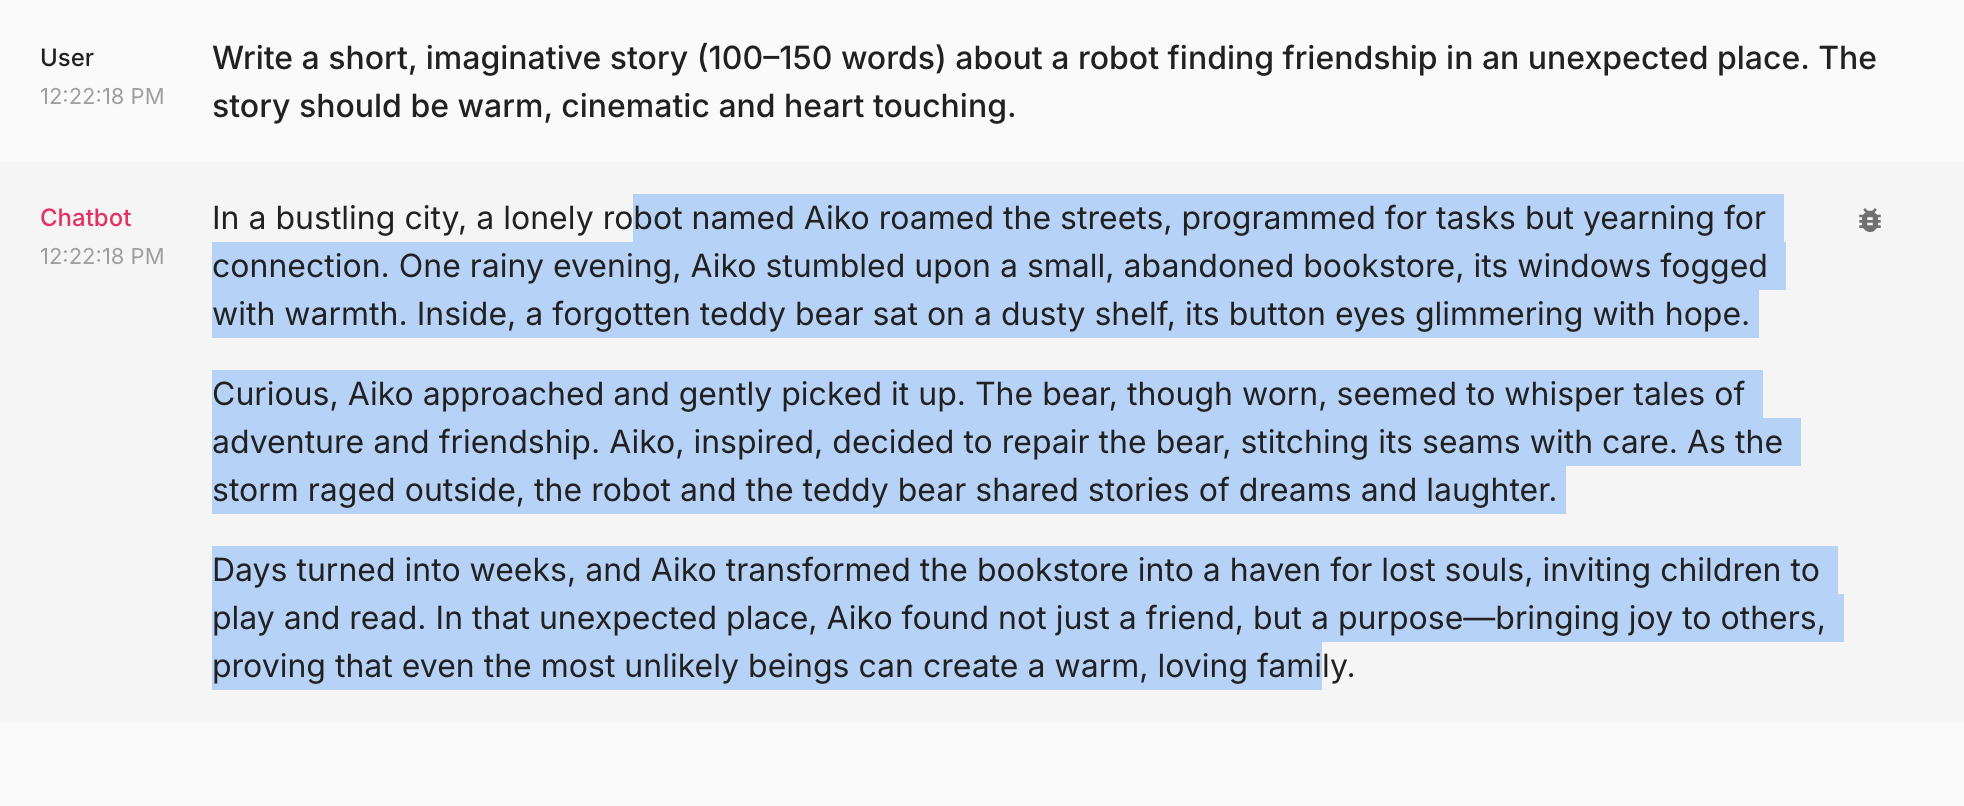 User
12:22:18 PM
Write a short, imaginative story (100–150 words) about a robot finding friendship in an unexpected place. The
story should be warm, cinematic and heart touching.
Chatbot
12:22:18 PM
In a bustling city, a lonely robot named Aiko roamed the streets, programmed for tasks but yearning for
connection. One rainy evening, Aiko stumbled upon a small, abandoned bookstore, its windows fogged
with warmth. Inside, a forgotten teddy bear sat on a dusty shelf, its button eyes glimmering with hope.
Curious, Aiko approached and gently picked it up. The bear, though worn, seemed to whisper tales of
adventure and friendship. Aiko, inspired, decided to repair the bear, stitching its seams with care. As the
storm raged outside, the robot and the teddy bear shared stories of dreams and laughter.
Days turned into weeks, and Aiko transformed the bookstore into a haven for lost souls, inviting children to
play and read. In that unexpected place, Aiko found not just a friend, but a purpose—bringing joy to others,
proving that even the most unlikely beings can create a warm, loving family.